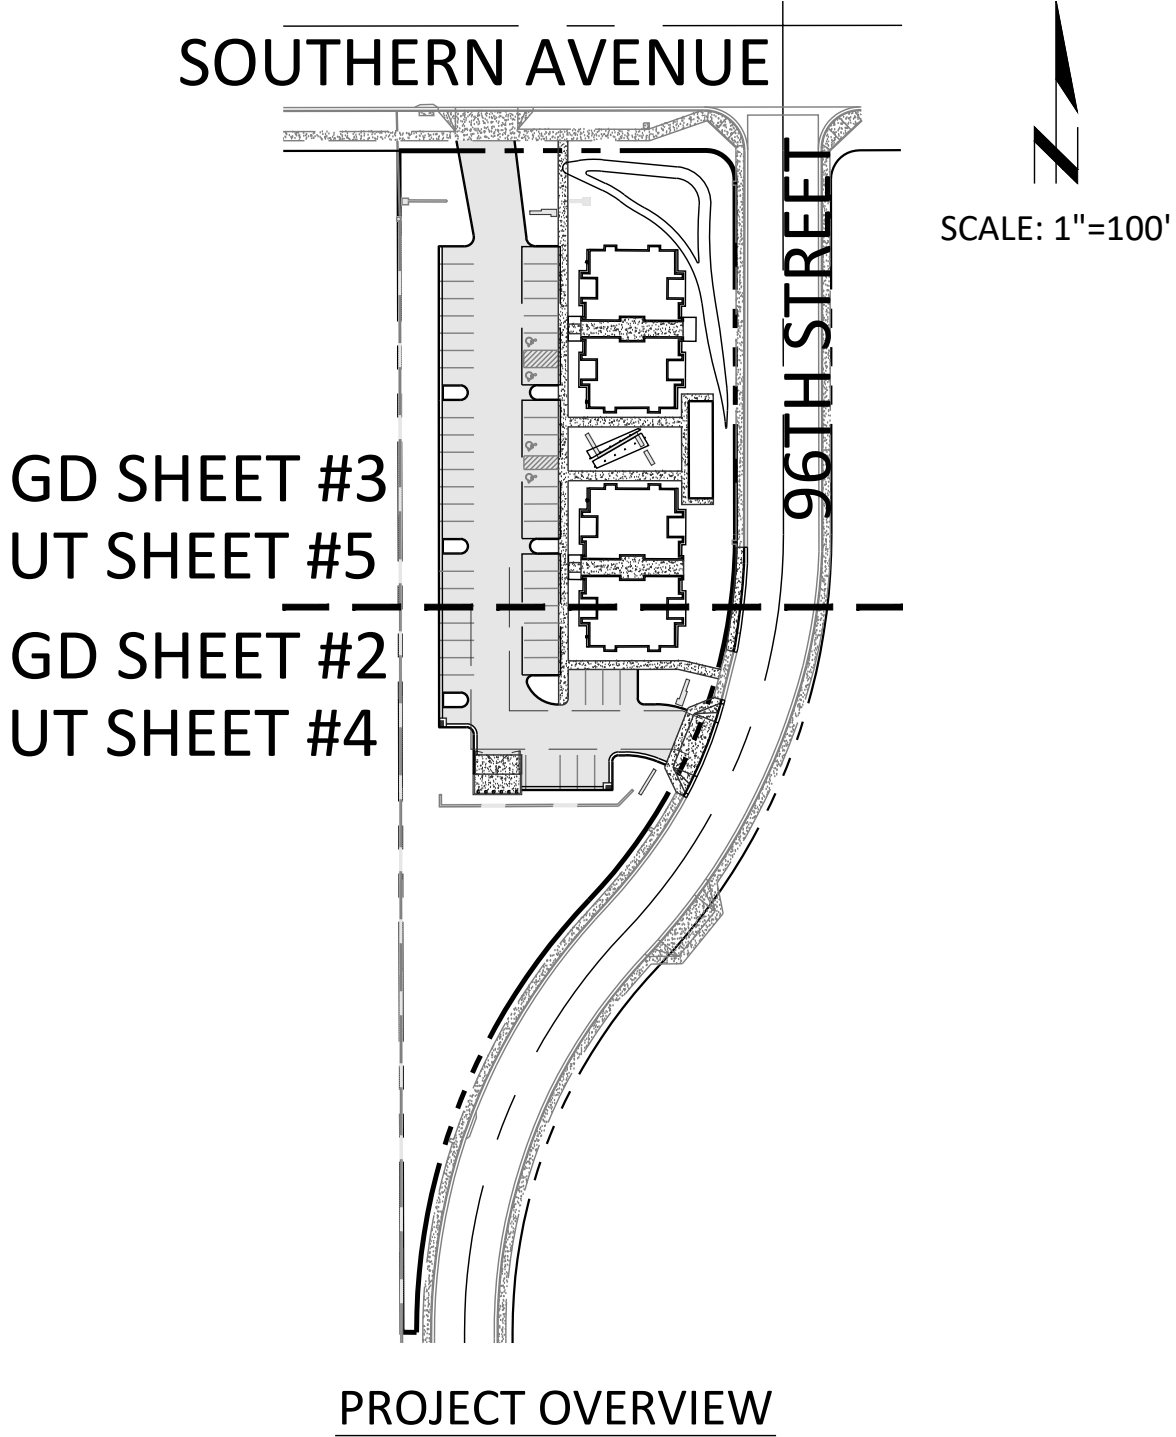 SOUTHERN AVENUE
N
SCALE: 1"=100'
96TH STREET
GD SHEET #3
UT SHEET #5
GD SHEET #2
UT SHEET #4
PROJECT OVERVIEW